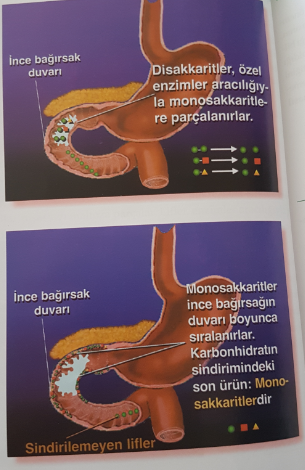 İnce bağırsak
duvarı
Disakkaritler, özel
enzimler aracılığıy-
la monosakkaritle-
re parçalanırlar.
İnce bağırsak
duvarı
Monosakkaritler
ince bağırsağın
duvarı boyunca
sıralanırlar.
Karbonhidratın
sindirimindeki
son ürün: Mono-
sakkaritlerdir
Sindirilemeyen lifler